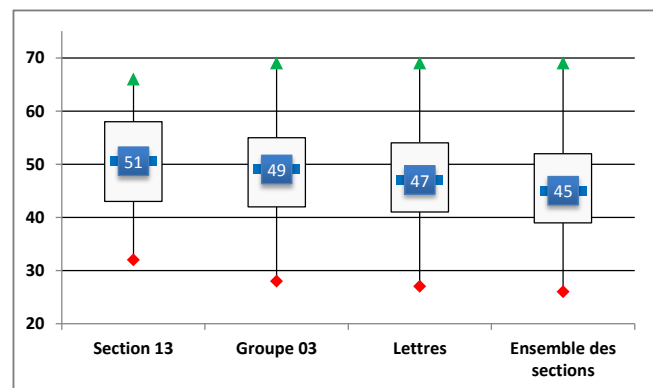 70
60
50
40
30
20
51
49
47
45
Section 13
Groupe 03
Lettres
Ensemble des
sections